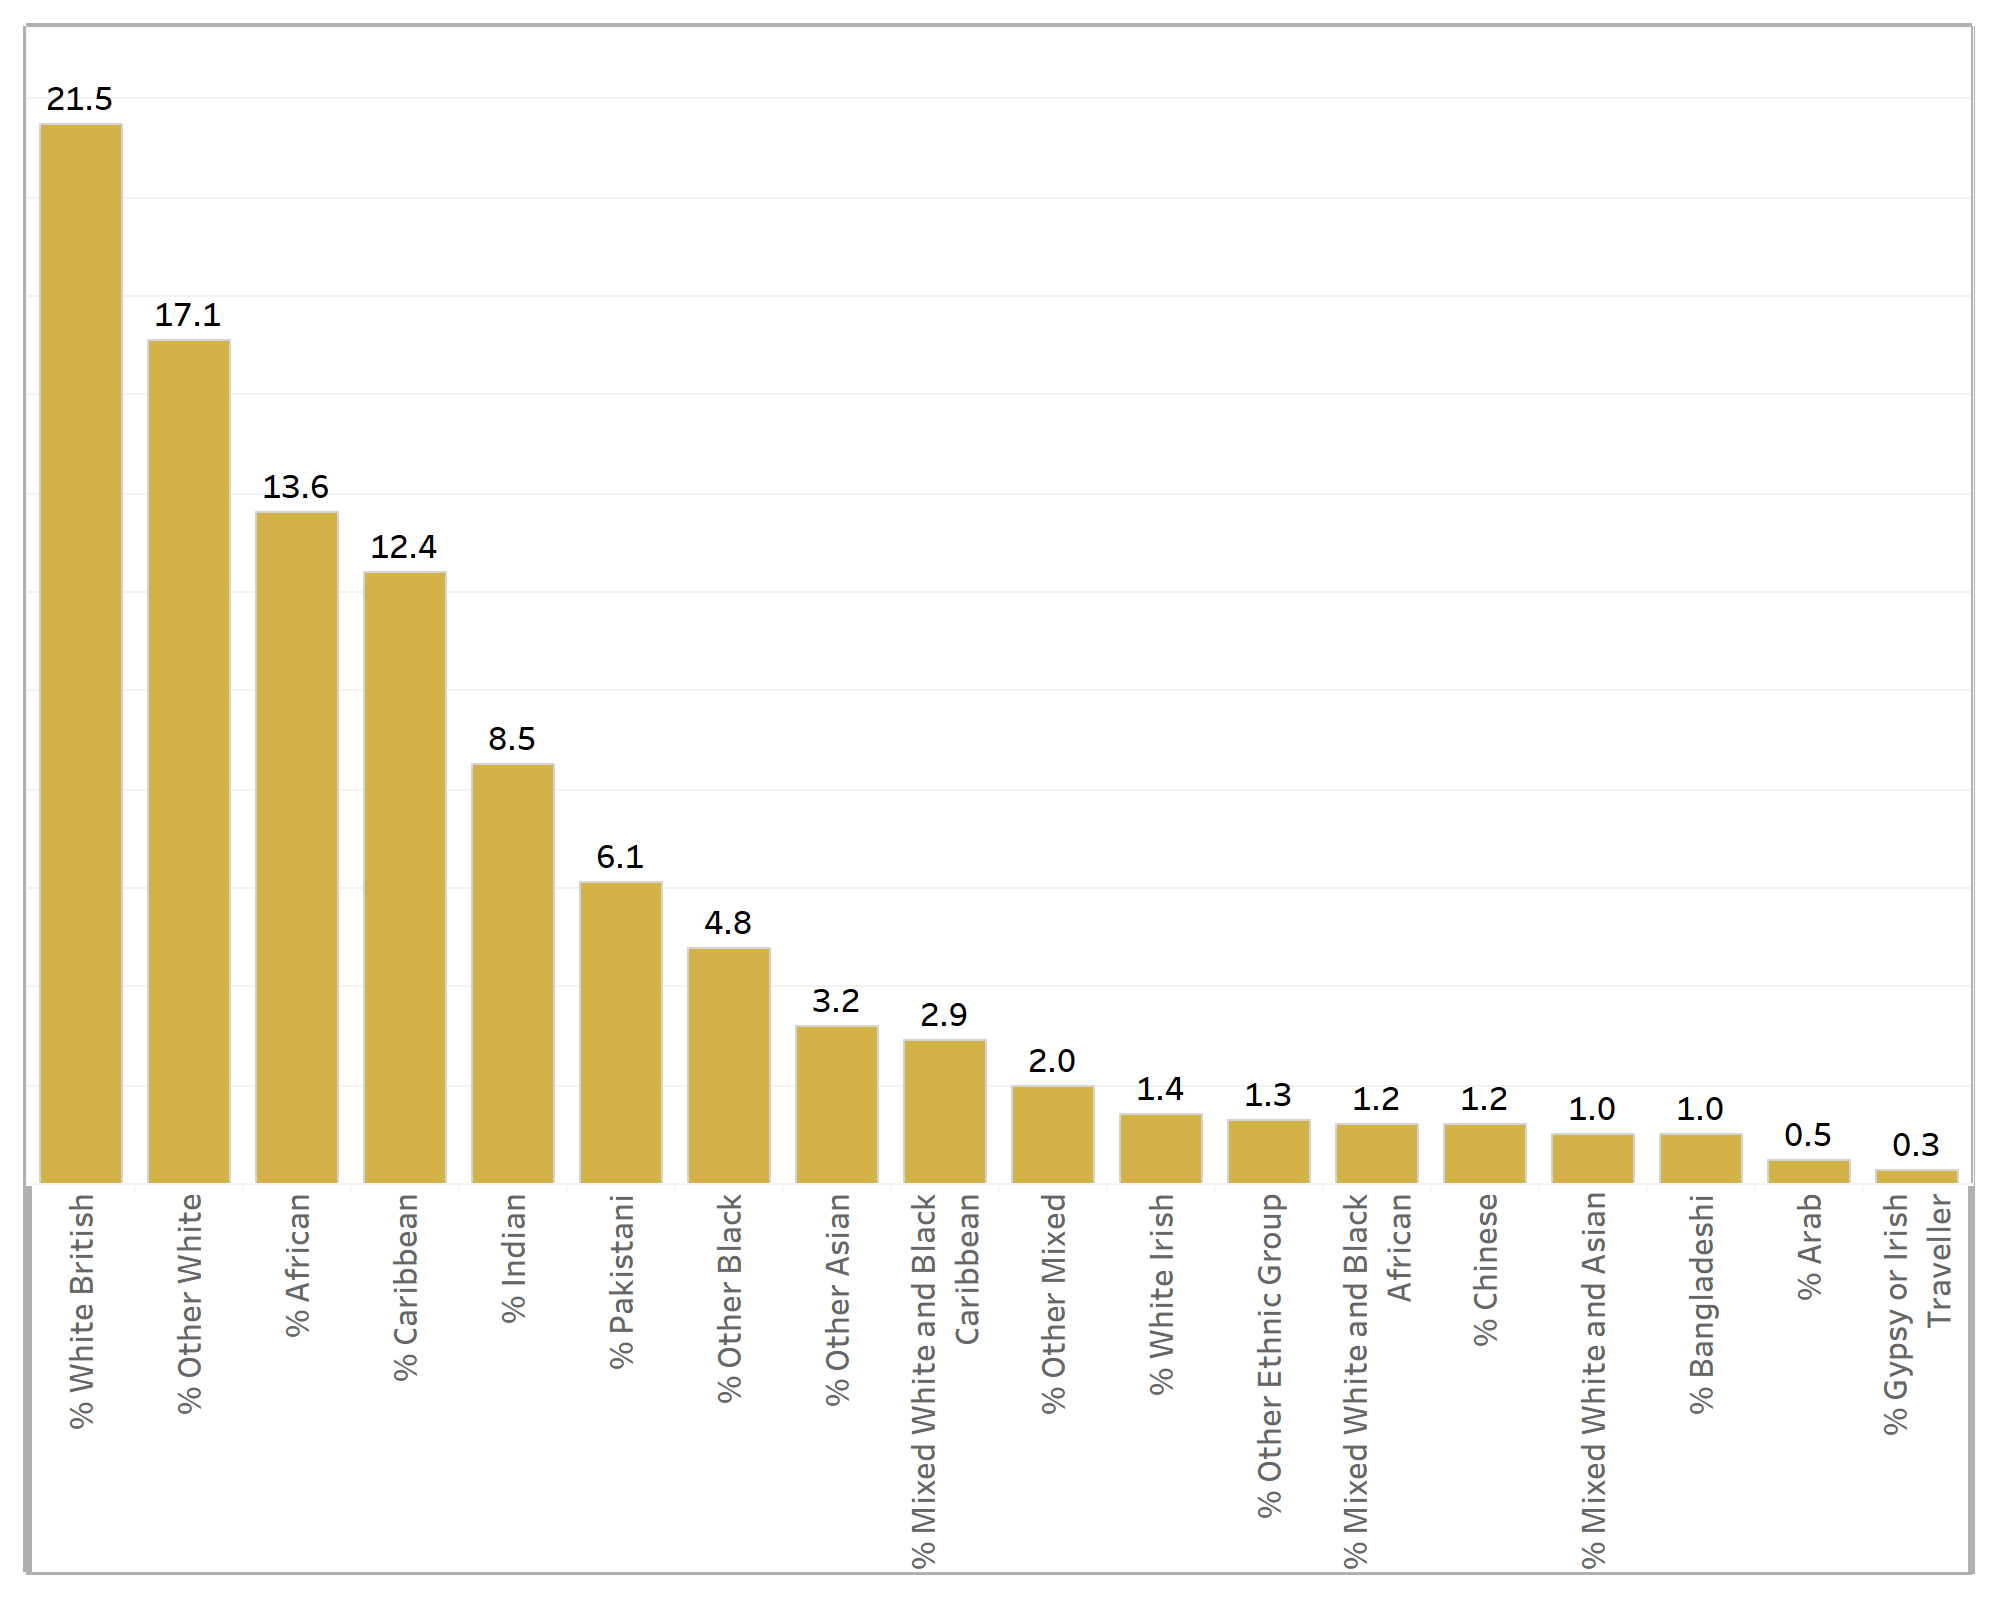 21.5
17.1
13.6
12.4
8.5
6.1
4.8
3.2
2.9
2.0
1.4
1.3
1.2
1.2
1.0
1.0
0.5
0.3
% White British
% Other White
% African
% Caribbean
% Indian
% Pakistani
% Other Black
% Other Asian
% Mixed White and Black
Caribbean
% Other Mixed
% White Irish
% Other Ethnic Group
% Mixed White and Black
African
% Chinese
% Mixed White and Asian
% Bangladeshi
% Arab
% Gypsy or Irish
Traveller